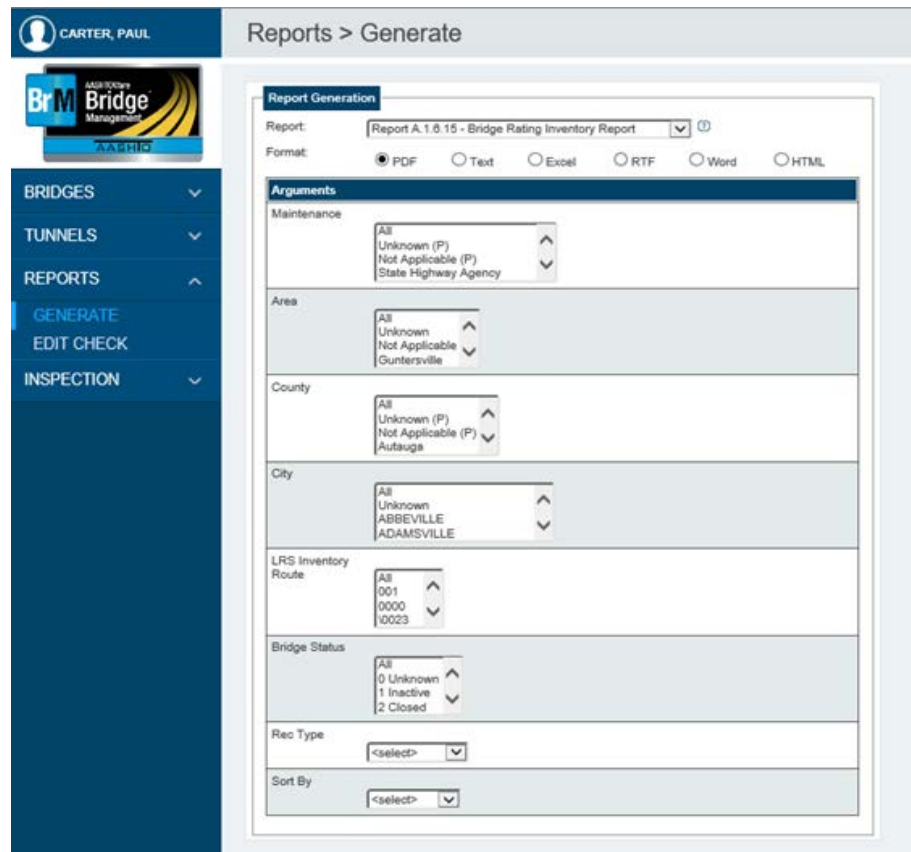 CARTER, PAUL
Reports > Generate
AASHTOWare
BrM Bridge
Management
AASHTO
BRIDGES
TUNNELS
REPORTS
GENERATE
EDIT CHECK
INSPECTION
Report Generation
Report: Report A.1.6.15 - Bridge Rating Inventory Report
Format: PDF Text Excel RTF Word HTML
Arguments
Maintenance
All
Unknown (P)
Not Applicable (P)
State Highway Agency
Area
All
Unknown
Not Applicable
Guntersville
County
All
Unknown (P)
Not Applicable (P)
Autauga
City
All
Unknown
ABBEVILLE
ADAMSVILLE
LRS Inventory
Route
All
001
0000
\0023
Bridge Status
All
0 Unknown
1 Inactive
2 Closed
Rec Type
<select>
Sort By
<select>